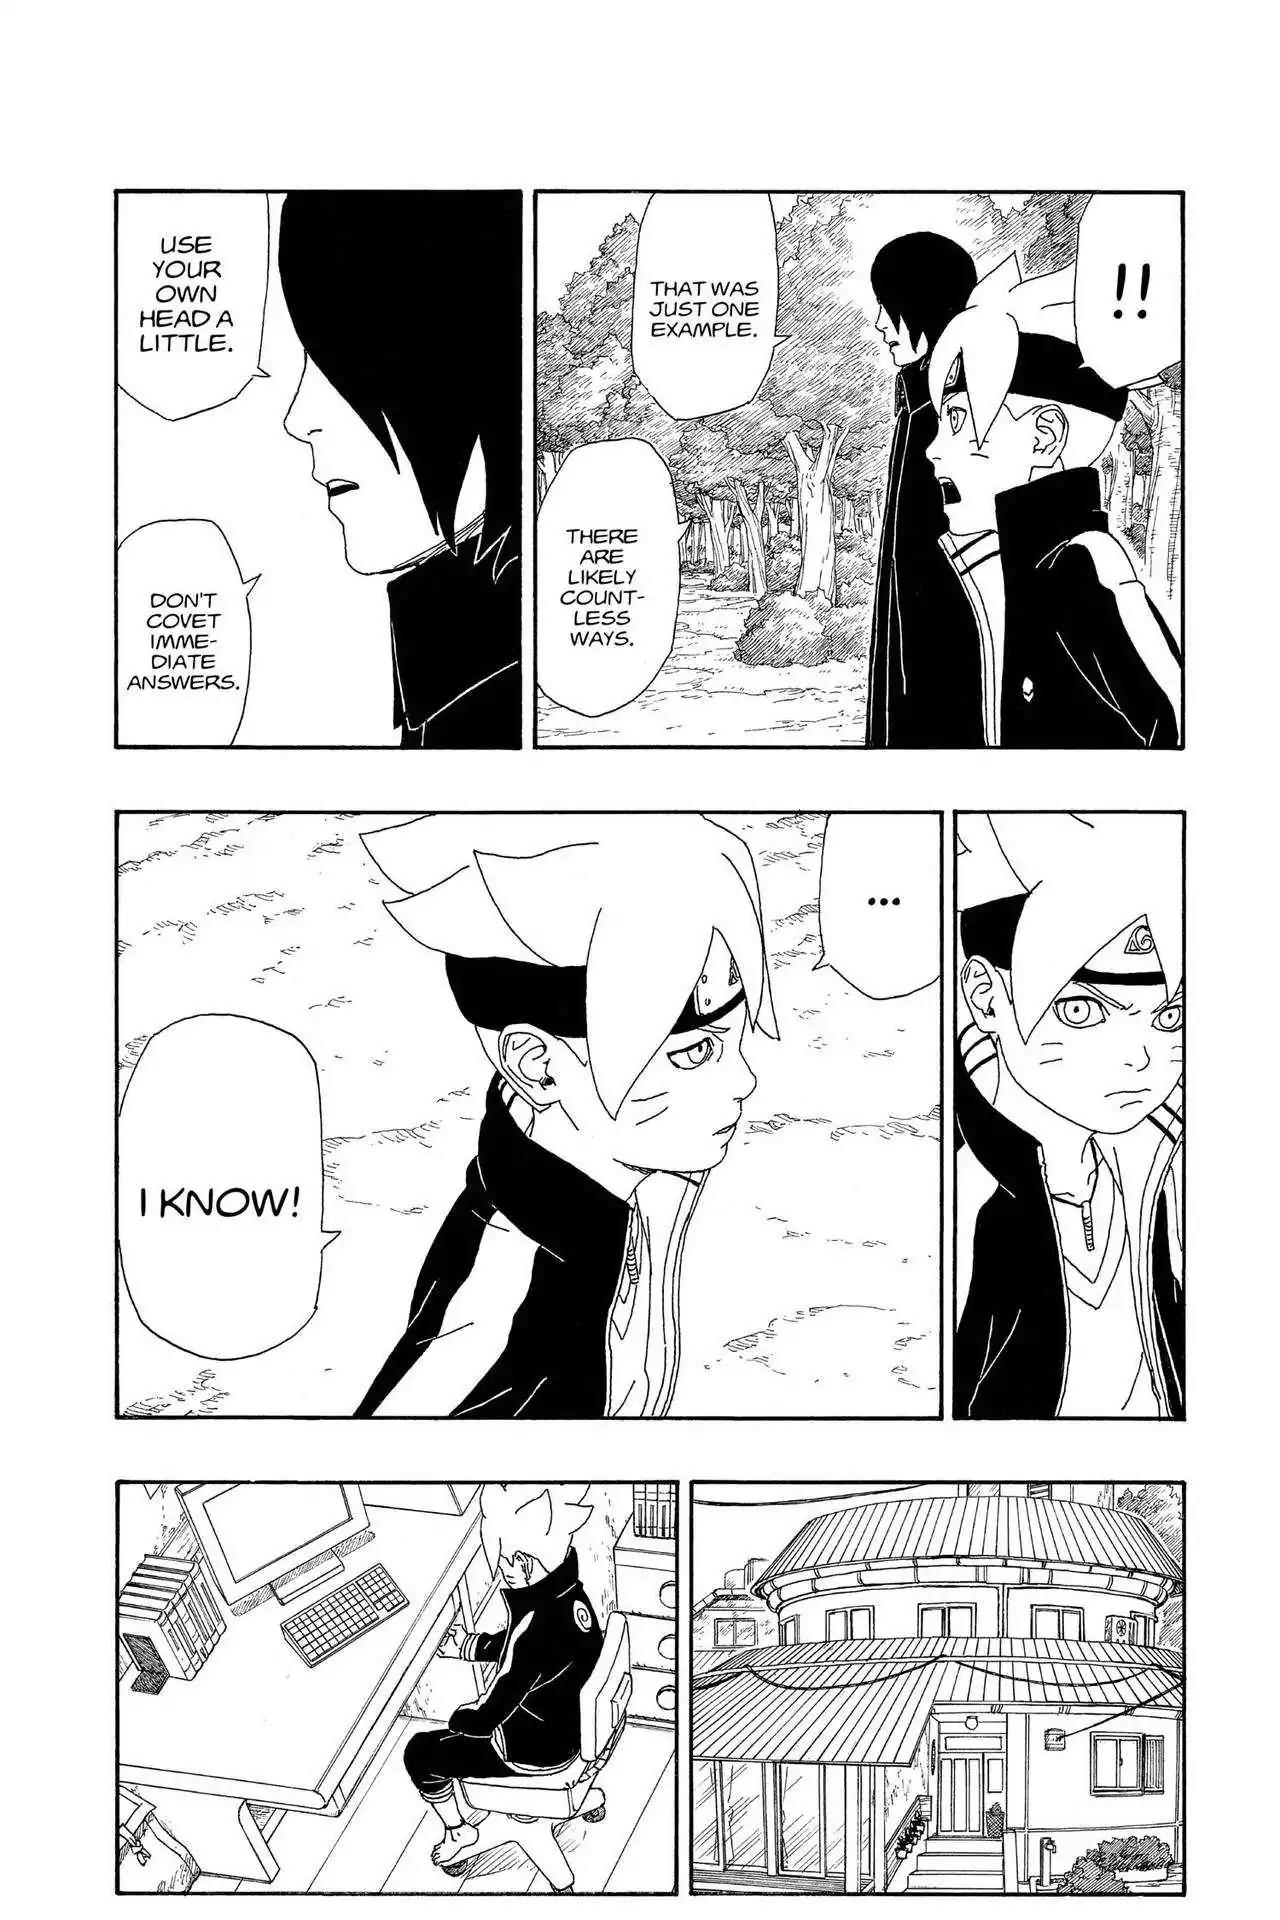 !!
THAT WAS
JUST ONE
EXAMPLE.
THERE
ARE
LIKELY
COUNT-
LESS
WAYS.
USE
YOUR
OWN
HEAD A
LITTLE.
DON'T
COVET
IMME-
DIATE
ANSWERS.
...
I KNOW!